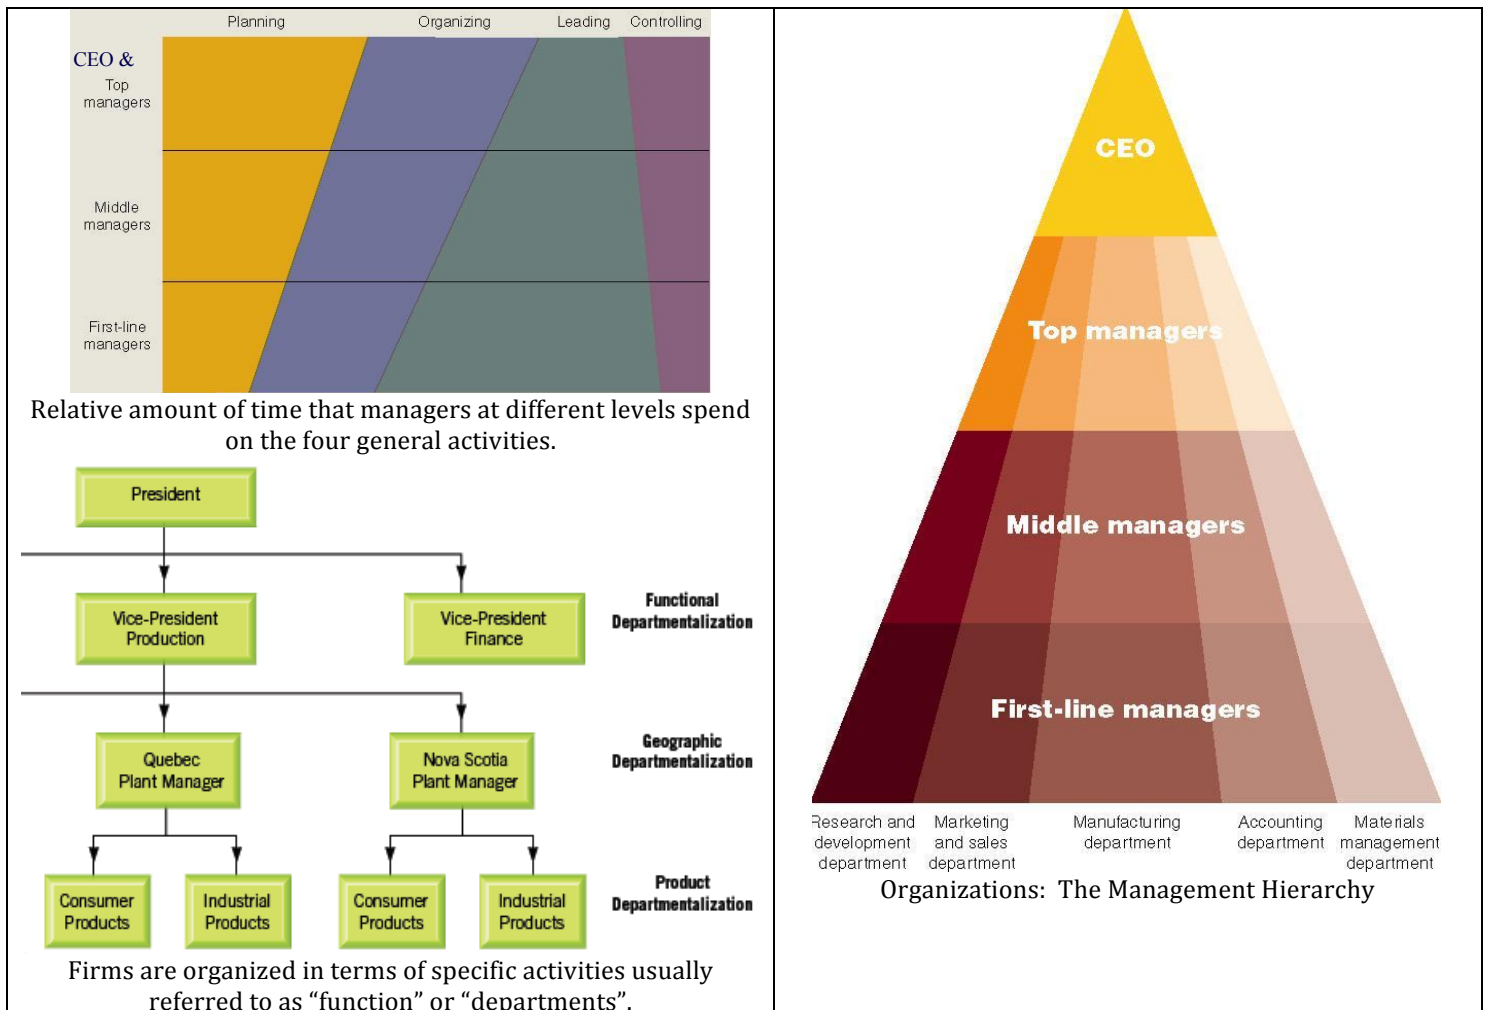 Planning Organizing Leading Controlling
CEO &
Top
managers
Middle
managers
First-line
managers
Relative amount of time that managers at different levels spend
on the four general activities.
President
Vice-President
Production
Vice-President
Finance
Functional
Departmentalization
Quebec
Plant Manager
Nova Scotia
Plant Manager
Geographic
Departmentalization
Consumer
Products
Industrial
Products
Consumer
Products
Industrial
Products
Product
Departmentalization
Firms are organized in terms of specific activities usually
referred to as “function” or “departments”.
CEO
Top managers
Middle managers
First-line managers
Research and
development
department
Marketing
and sales
department
Manufacturing
department
Accounting
department
Materials
management
department
Organizations: The Management Hierarchy